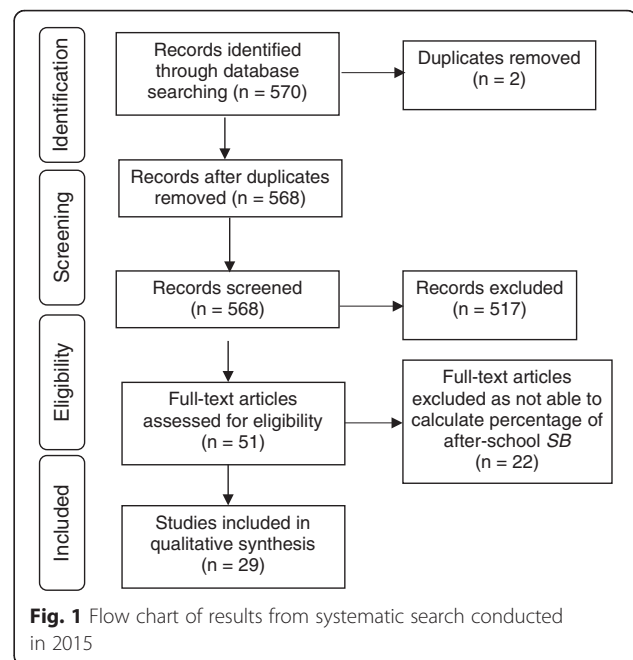 Identification
Records identified
through database
searching (n = 570)
Duplicates removed
(n = 2)
Records after duplicates
removed (n = 568)
Screening
Records screened
(n = 568)
Records excluded
(n = 517)
Eligibility
Full-text articles
assessed for eligibility
(n = 51)
Full-text articles
excluded as not able to
calculate percentage of
after-school SB
(n = 22)
Included
Studies included in
qualitative synthesis
(n = 29)
Fig. 1 Flow chart of results from systematic search conducted
in 2015